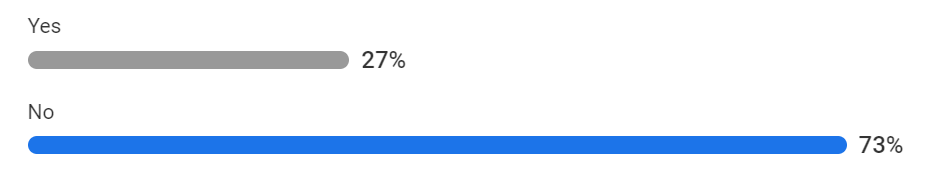 Yes
27%
No
73%